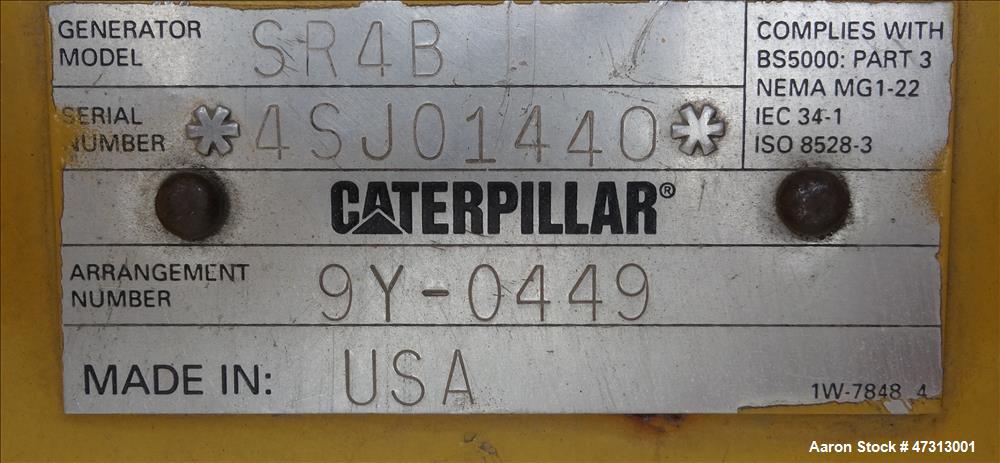 GENERATOR
MODEL
SR4B
COMPLIES WITH
BS5000: PART 3
NEMA MG1-22
IEC 34-1
ISO 8528-3
SERIAL
NUMBER
*4SJ01440*
CATERPILLAR®
ARRANGEMENT
NUMBER
9Y-0449
MADE IN: USA
1W-7848 4
Aaron Stock # 47313001